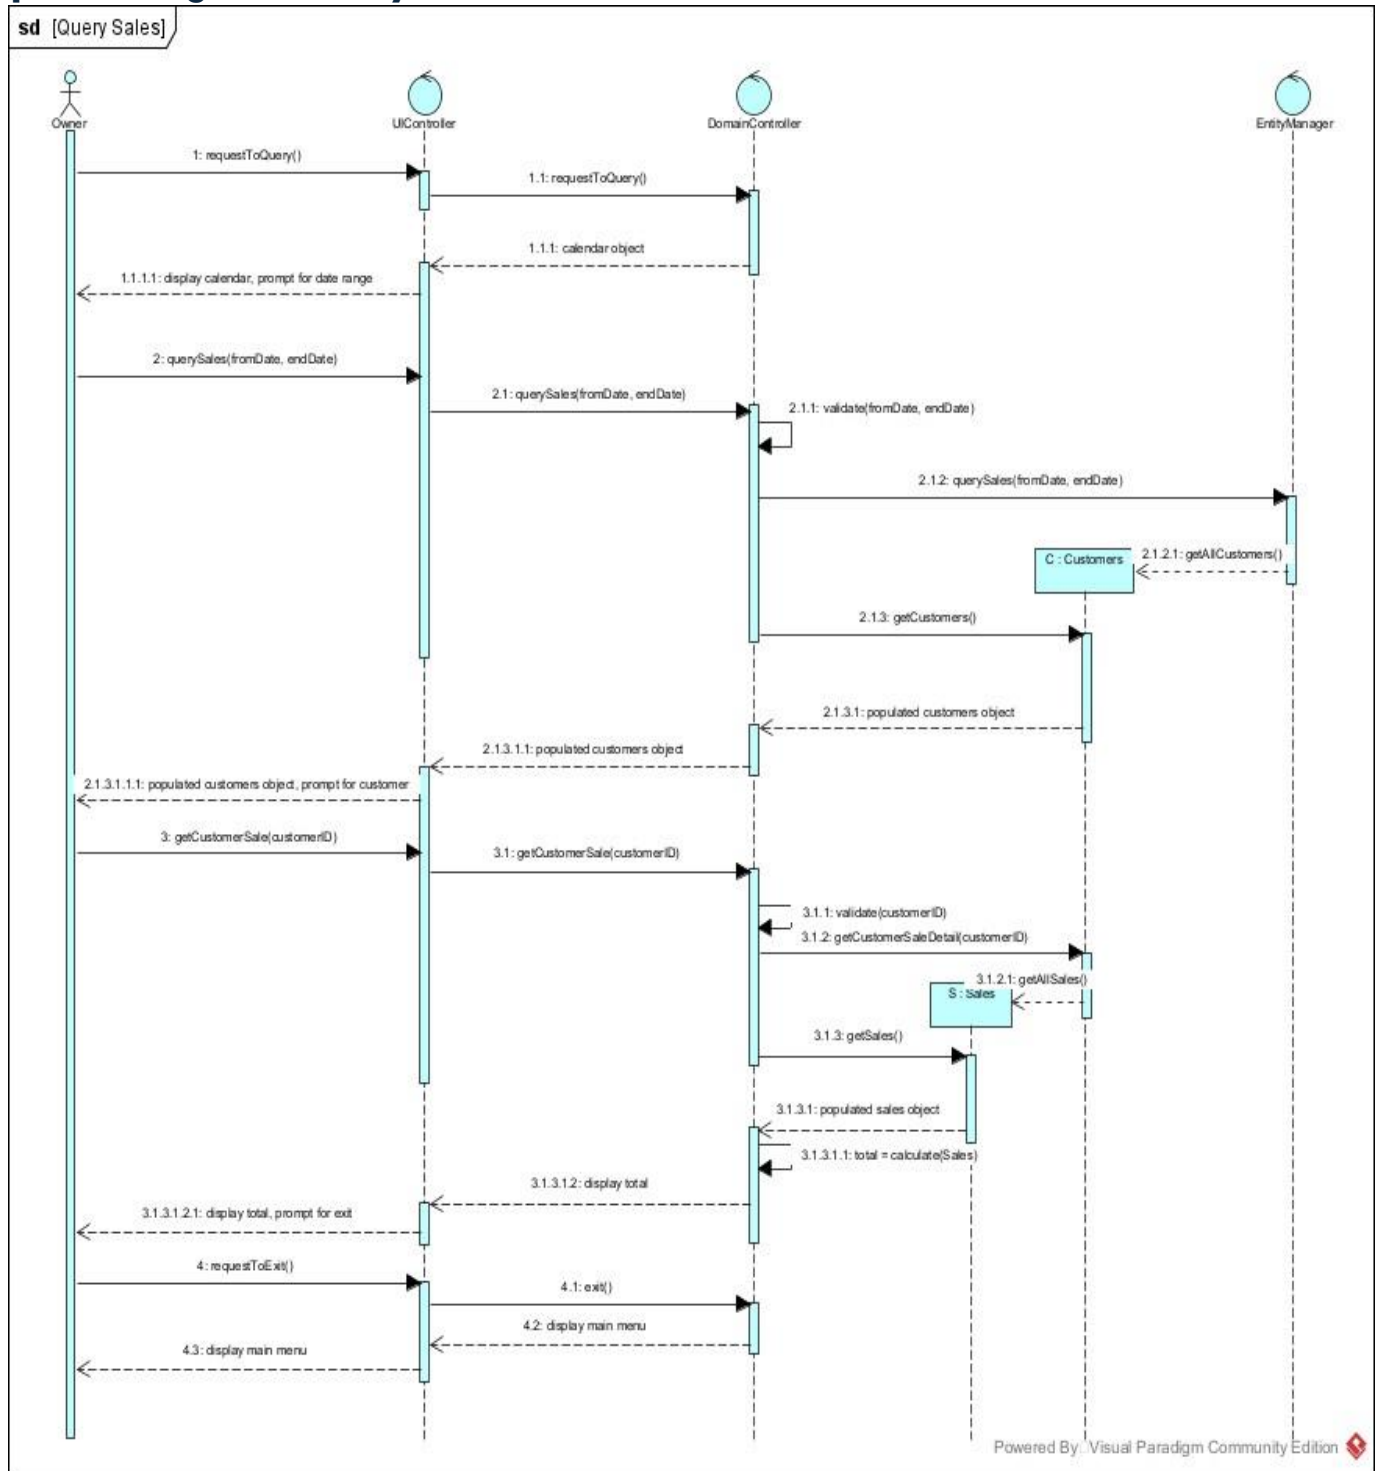 sd [Query Sales]
Owner
UIController
DomainController
EntityManager
1: requestToQuery()
1.1: requestToQuery()
1.1.1: calendar object
1.1.1.1: display calendar, prompt for date range
2: querySales(fromDate, endDate)
2.1: querySales(fromDate, endDate)
2.1.1: validate(fromDate, endDate)
2.1.2: querySales(fromDate, endDate)
2.1.2.1: getAllCustomers()
C : Customers
2.1.3: getCustomers()
2.1.3.1: populated customers object
2.1.3.1.1: populated customers object
2.1.3.1.1.1: populated customers object, prompt for customer
3: getCustomerSale(customerID)
3.1: getCustomerSale(customerID)
3.1.1: validate(customerID)
3.1.2: getCustomerSaleDetail(customerID)
3.1.2.1: getAllSales()
S : Sales
3.1.3: getSales()
3.1.3.1: populated sales object
3.1.3.1.1: total = calculate(Sales)
3.1.3.1.2: display total
3.1.3.1.2.1: display total, prompt for exit
4: requestToExit()
4.1: exit()
4.2: display main menu
4.3: display main menu
Powered By: Visual Paradigm Community Edition